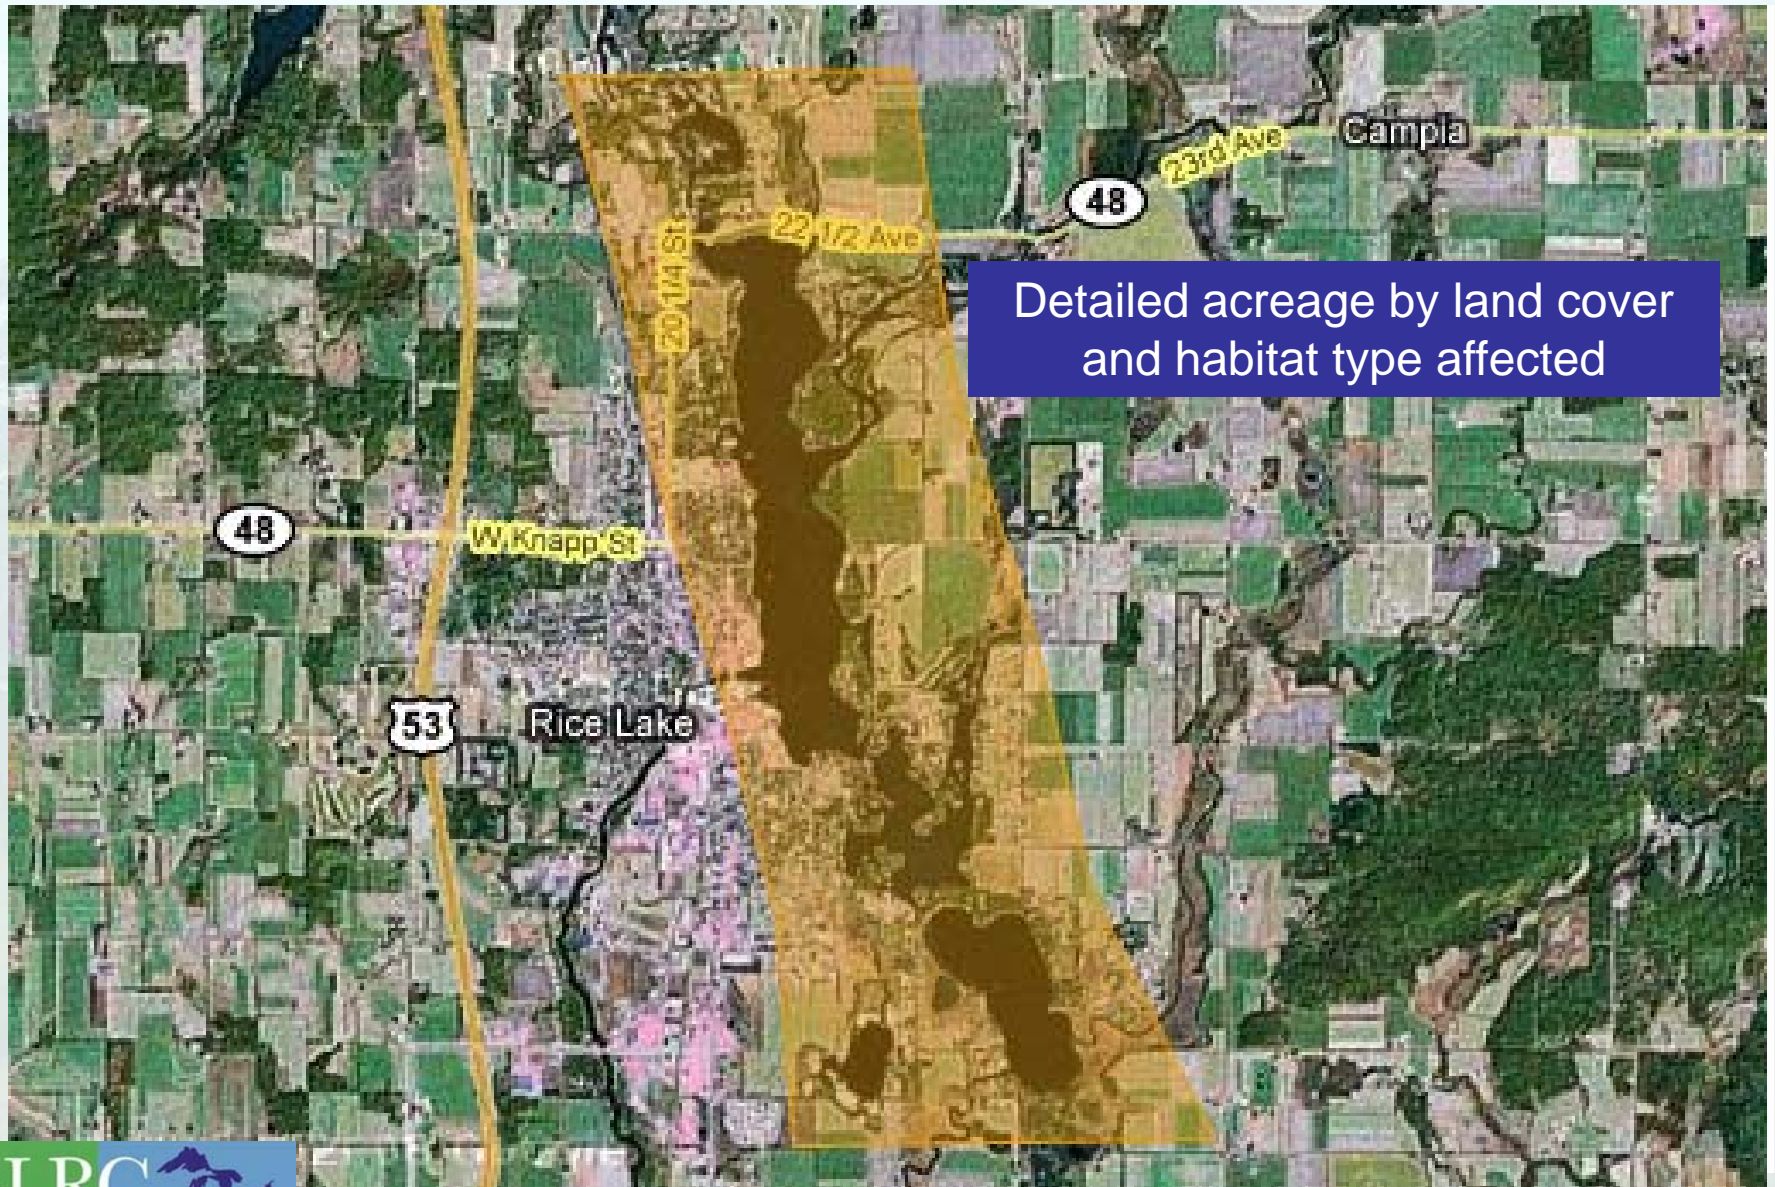 Campia
23rd Ave
48
22 1/2 Ave
20 1/4 St
Detailed acreage by land cover
and habitat type affected
48
W Knapp St
53
Rice Lake